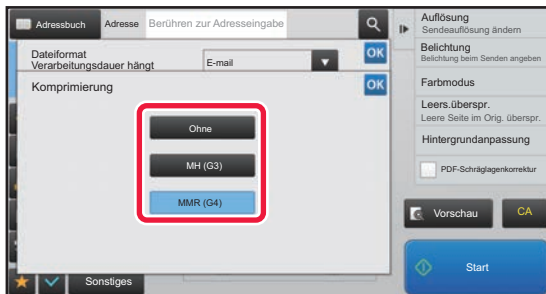 Adressbuch
Adresse
Berühren zur Adresseingabe
Dateiformat
Verarbeitungsdauer hängt
E-mail
OK
Komprimierung
OK
Ohne
MH (G3)
MMR (G4)
Sonstiges
Auflösung
Sendeauflösung ändern
Belichtung
Belichtung beim Senden angeben
Farbmodus
Leers.überspr.
Leere Seite im Orig. überspr.
Hintergrundanpassung
PDF-Schräglagenkorrektur
Vorschau
CA
Start